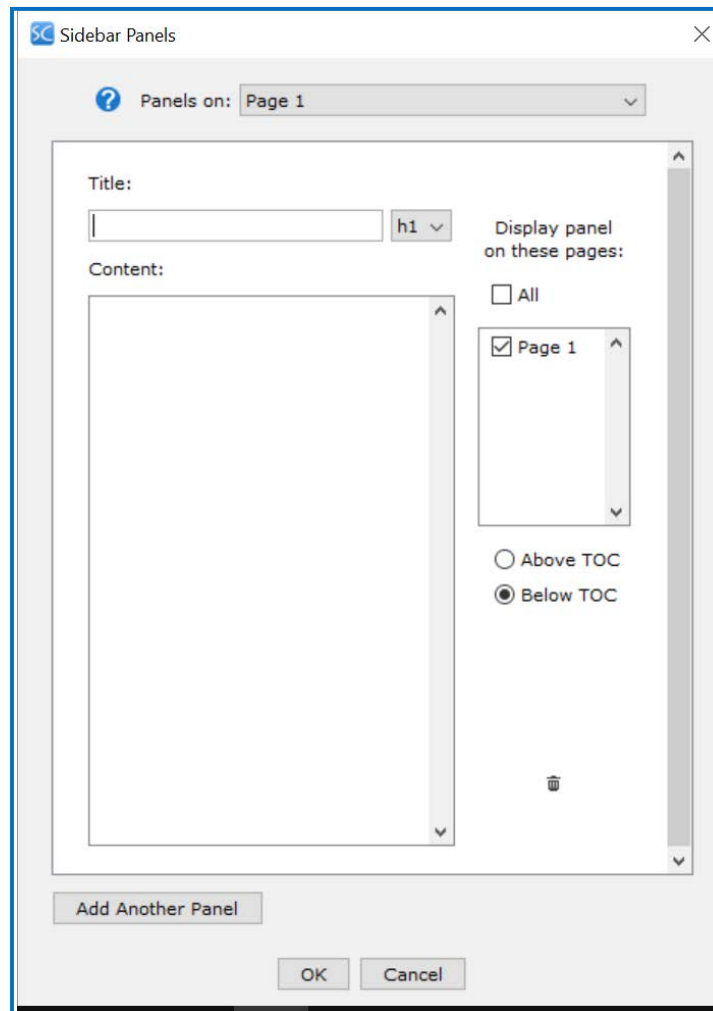 SC Sidebar Panels
Panels on: Page 1
Title:
h1
Display panel
on these pages:
Content:
All
Page 1
Above TOC
Below TOC
Add Another Panel
OK Cancel